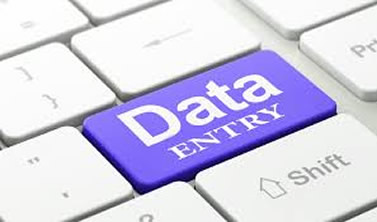 }
]
Data
ENTRY
"
'
Shift